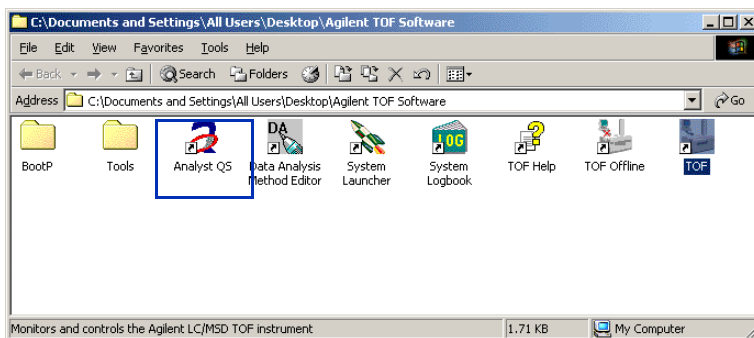 C:\Documents and Settings\All Users\Desktop\Agilent TOF Software
File Edit View Favorites Tools Help
Back Search Folders
Address C:\Documents and Settings\All Users\Desktop\Agilent TOF Software Go
DA LOG
BootP Tools Analyst QS Data Analysis Method Editor System Launcher System Logbook TOF Help TOF Offline TOF
Monitors and controls the Agilent LC/MSD TOF instrument 1.71 KB My Computer